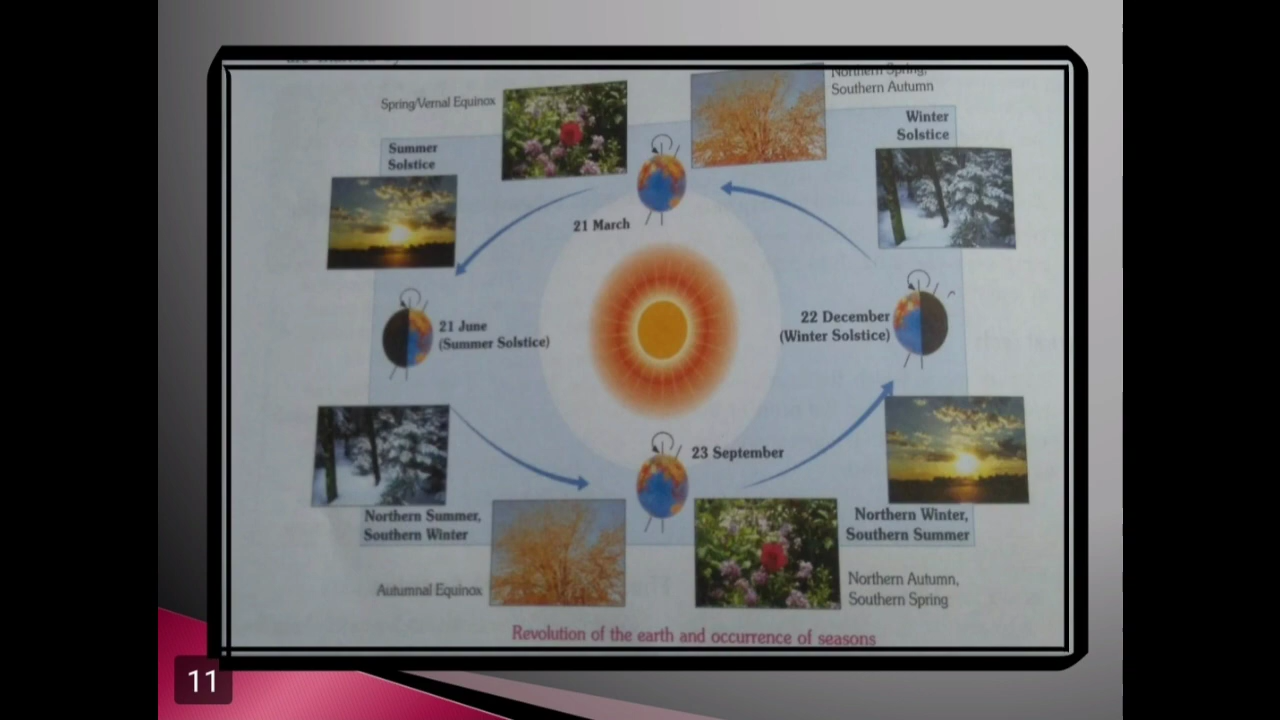 Northern Spring,
Southern Autumn
Spring/Vernal Equinox
Winter
Solstice
Summer
Solstice
21 March
22 December
(Winter Solstice)
21 June
(Summer Solstice)
23 September
Northern Summer,
Southern Winter
Northern Winter,
Southern Summer
Autumnal Equinox
Northern Autumn,
Southern Spring
Revolution of the earth and occurrence of seasons
11